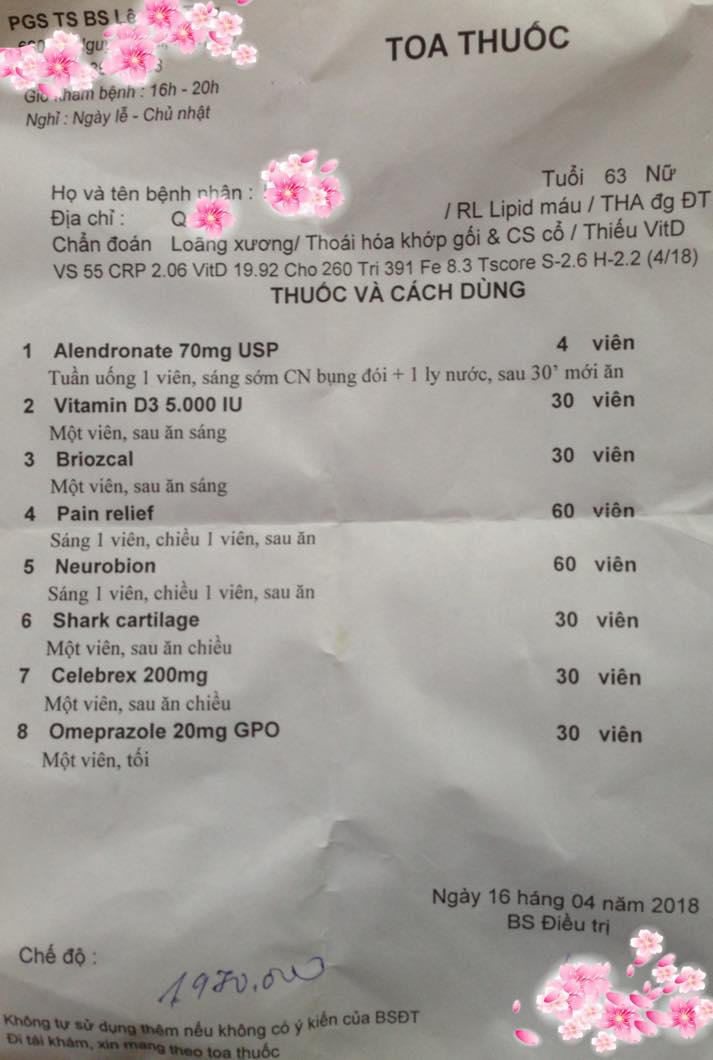 PGS TS BS Lê
Giờ khám bệnh : 16h - 20h
Nghỉ : Ngày lễ - Chủ nhật
TOA THUỐC
Họ và tên bệnh nhân :
Tuổi 63 Nữ
Địa chỉ : Q / RL Lipid máu / THA đg ĐT
Chẩn đoán Loãng xương/ Thoái hóa khớp gối & CS cổ / Thiếu VitD
VS 55 CRP 2.06 VitD 19.92 Cho 260 Tri 391 Fe 8.3 Tscore S-2.6 H-2.2 (4/18)
THUỐC VÀ CÁCH DÙNG
1 Alendronate 70mg USP 4 viên
Tuần uống 1 viên, sáng sớm CN bụng đói + 1 ly nước, sau 30’ mới ăn
2 Vitamin D3 5.000 IU 30 viên
Một viên, sau ăn sáng
3 Briozcal 30 viên
Một viên, sau ăn sáng
4 Pain relief 60 viên
Sáng 1 viên, chiều 1 viên, sau ăn
5 Neurobion 60 viên
Sáng 1 viên, chiều 1 viên, sau ăn
6 Shark cartilage 30 viên
Một viên, sau ăn chiều
7 Celebrex 200mg 30 viên
Một viên, sau ăn chiều
8 Omeprazole 20mg GPO 30 viên
Một viên, tối
Ngày 16 háng 04 năm 2018
BS Điều trị
Chế độ :
Không tự sử dụng thêm nếu không có ý kiến của BSĐT
Đi tái khám, xin mang theo toa thuốc